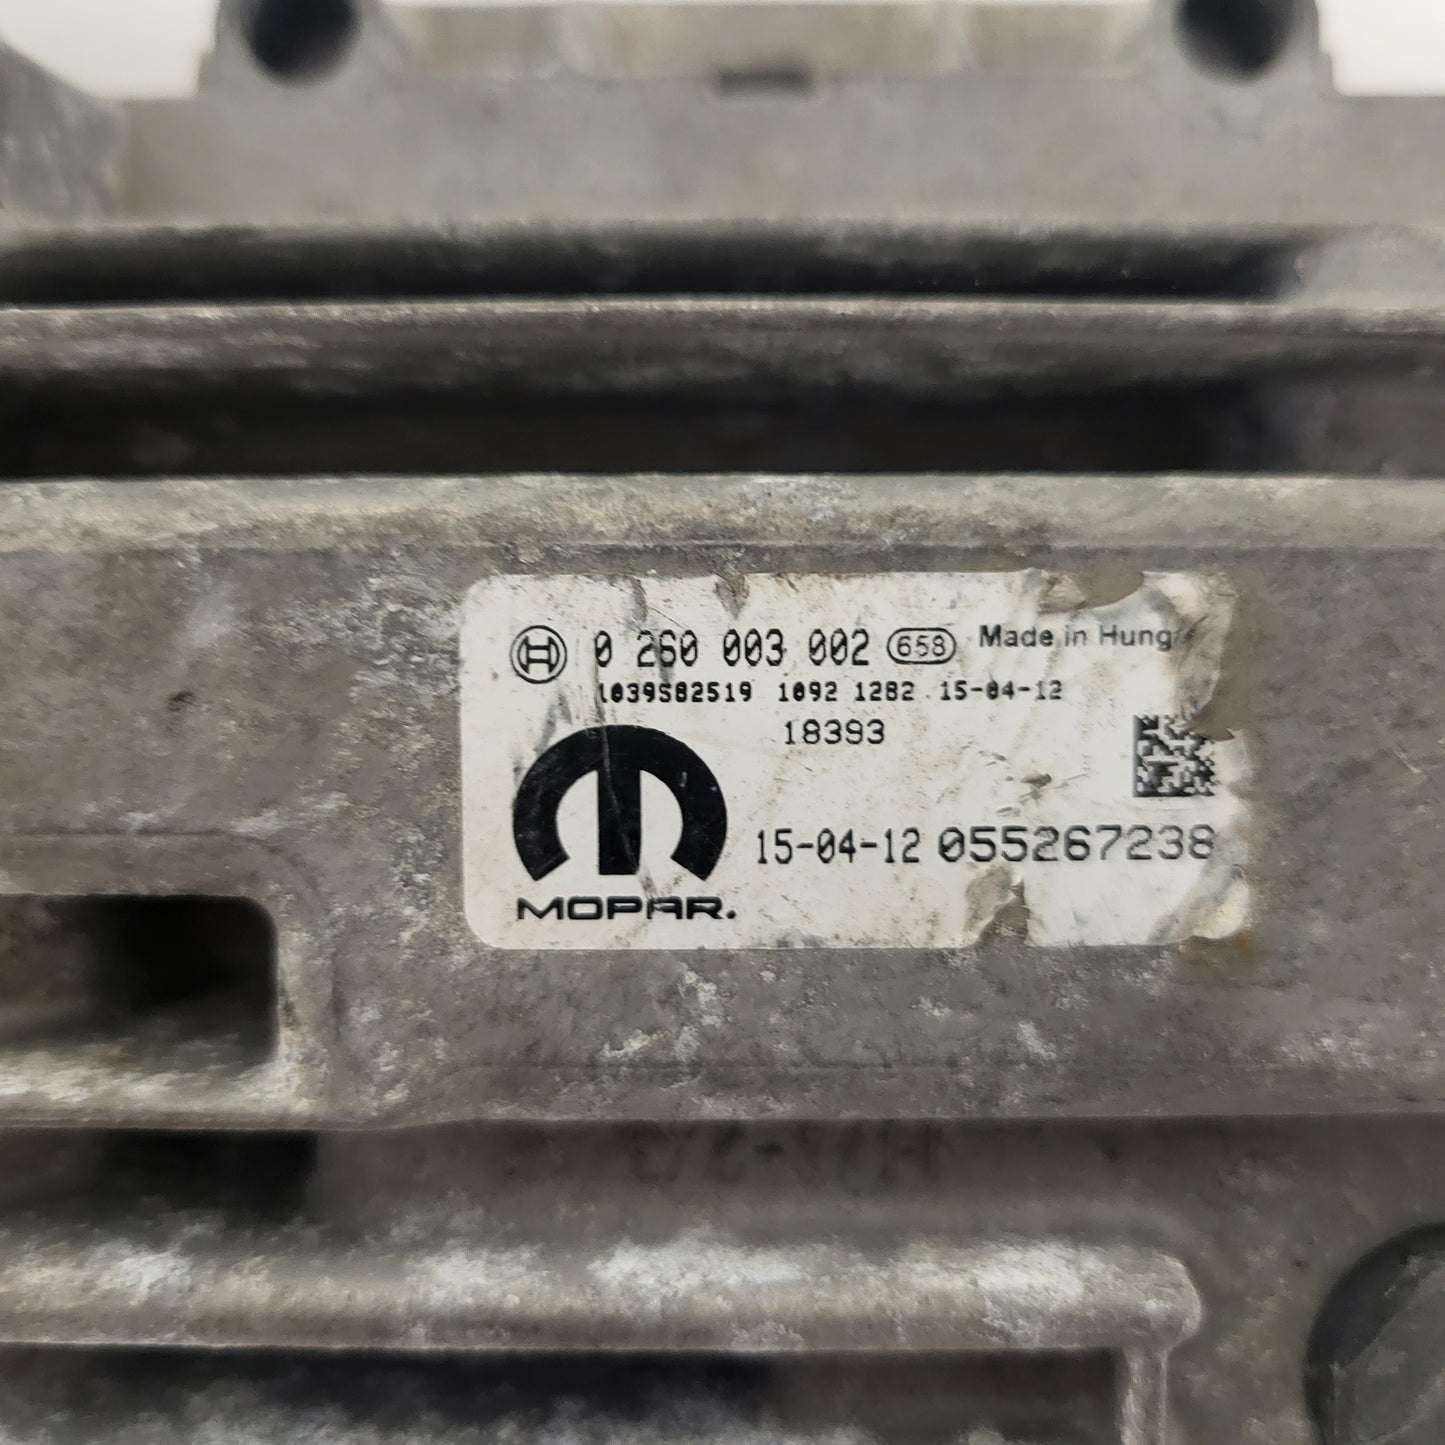 0 260 003 002 658 Made in Hung
1039S82519 1092 1282 15-04-12
18393
15-04-12 055267238
MOPAR.